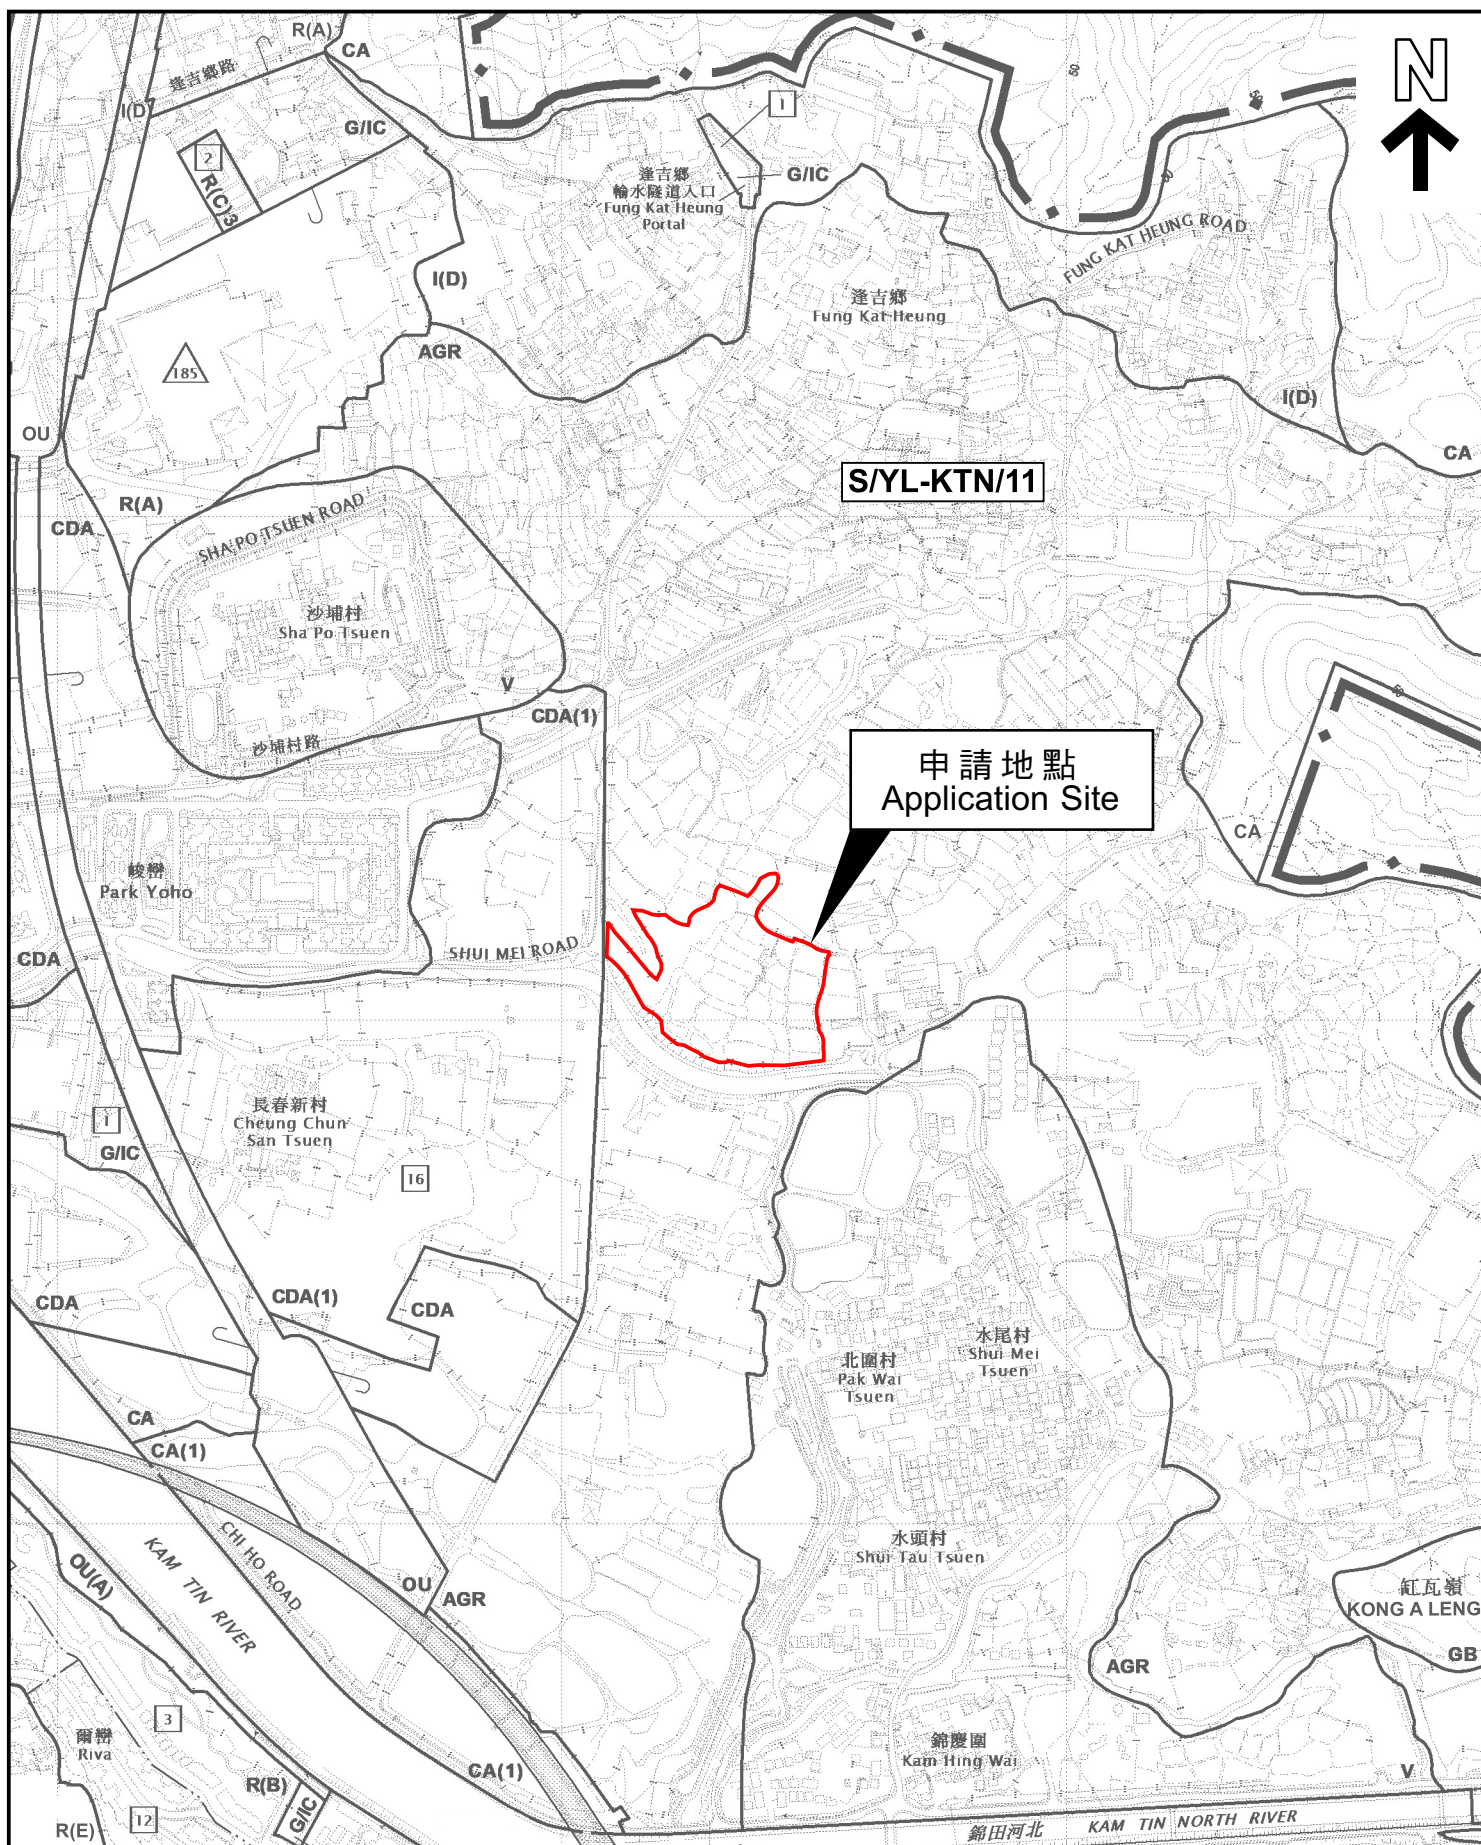 R(A)
CA
N
逢吉鄉路
I(D)
G/IC
1
2
R(C)3
逢吉鄉
輸水隧道入口
Fung Kat Heung
Portal
G/IC
FUNG KAT HEUNG ROAD
50
50
50
I(D)
逢吉鄉
Fung Kat Heung
AGR
185
I(D)
OU
CA
S/YL-KTN/11
R(A)
CDA
SHA PO TSUEN ROAD
沙埔村
Sha Po Tsuen
V
CDA(1)
50
沙埔村路
申請地點
Application Site
CA
峻巒
Park Yoho
SHUI MEI ROAD
CDA
長春新村
Cheung Chun
San Tsuen
1
G/IC
16
CDA
CDA(1)
CDA
水尾村
Shui Mei
Tsuen
北圍村
Pak Wai
Tsuen
CA
CA(1)
水頭村
Shui Tau Tsuen
KAM TIN RIVER
CHI HO ROAD
OU(A)
OU
AGR
缸瓦嶺
KONG A LENG
GB
AGR
3
爾巒
Riva
錦慶圍
Kam Hing Wai
CA(1)
V
R(B)
G/IC
12
R(E)
錦田河北
KAM TIN NORTH RIVER